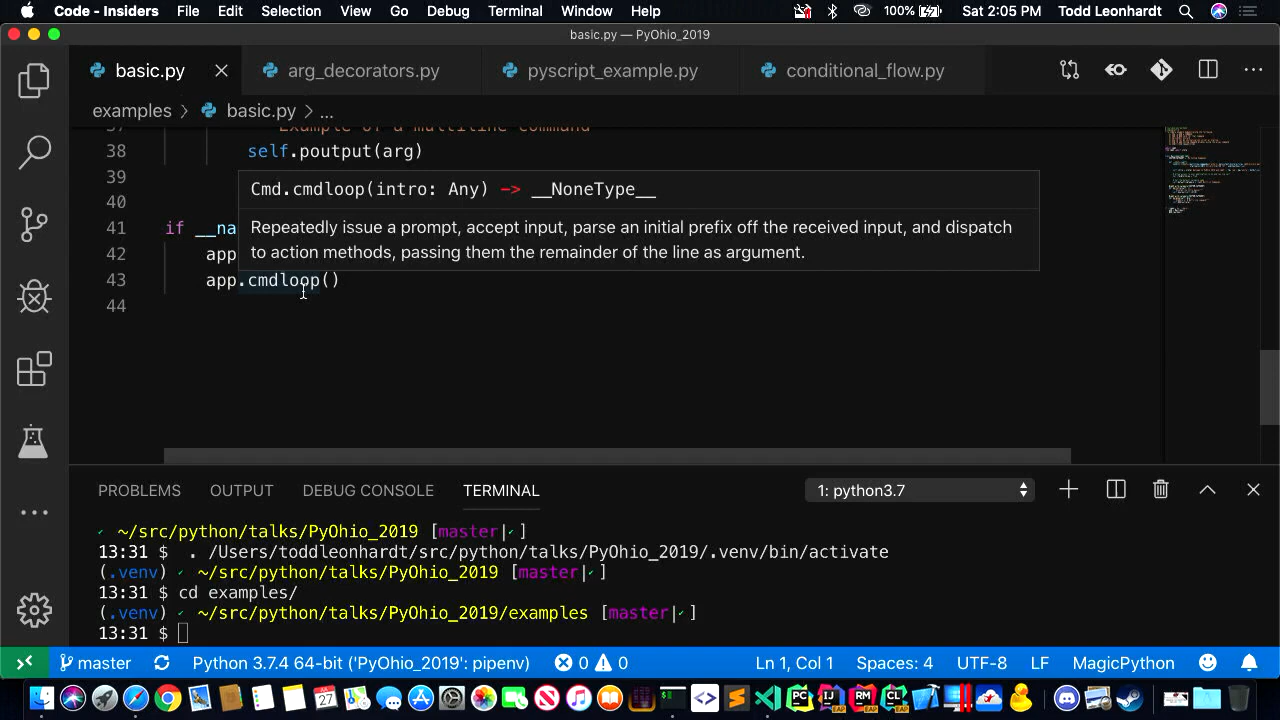 Code - Insiders File Edit Selection View Go Debug Terminal Window Help 100% Sat 2:05 PM Todd Leonhardt
basic.py — PyOhio_2019
basic.py arg_decorators.py pyscript_example.py conditional_flow.py
examples > basic.py > ...
37 Example of a multiline command
38 self.poutput(arg)
39
Cmd.cmdloop(intro: Any) -> __NoneType__
40
Repeatedly issue a prompt, accept input, parse an initial prefix off the received input, and dispatch
to action methods, passing them the remainder of the line as argument.
41 if __na
42 app
43 app.cmdloop()
44
PROBLEMS OUTPUT DEBUG CONSOLE TERMINAL 1: python3.7
✓ ~/src/python/talks/PyOhio_2019 [master|✓]
13:31 $ . /Users/toddleonhardt/src/python/talks/PyOhio_2019/.venv/bin/activate
(.venv) ✓ ~/src/python/talks/PyOhio_2019 [master|✓]
13:31 $ cd examples/
(.venv) ✓ ~/src/python/talks/PyOhio_2019/examples [master|✓]
13:31 $
master Python 3.7.4 64-bit ('PyOhio_2019': pipenv) 0 0 Ln 1, Col 1 Spaces: 4 UTF-8 LF MagicPython